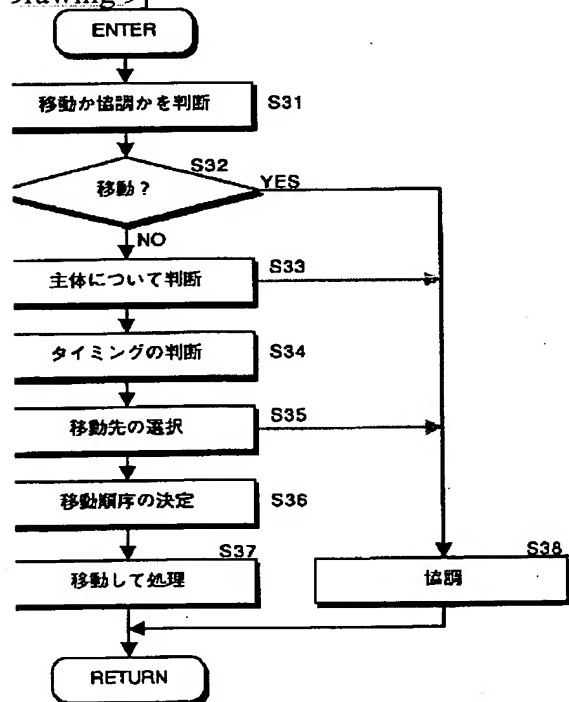 ENTER
移動か協調かを判断 S31
S32
移動? YES
NO
主体について判断 S33
タイミングの判断 S34
移動先の選択 S35
移動順序の決定 S36
S37
移動して処理
S38
協調
RETURN